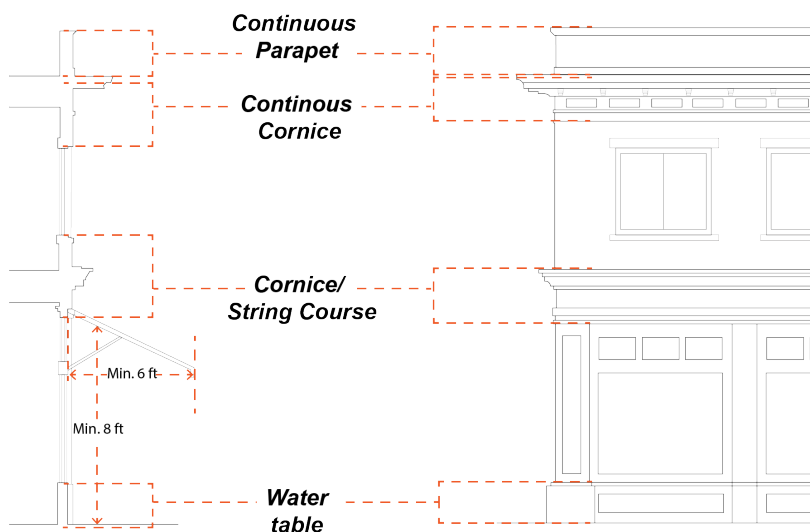 Continuous
Parapet
Continous
Cornice
Cornice/
String Course
Min. 6 ft
Min. 8 ft
Water
table